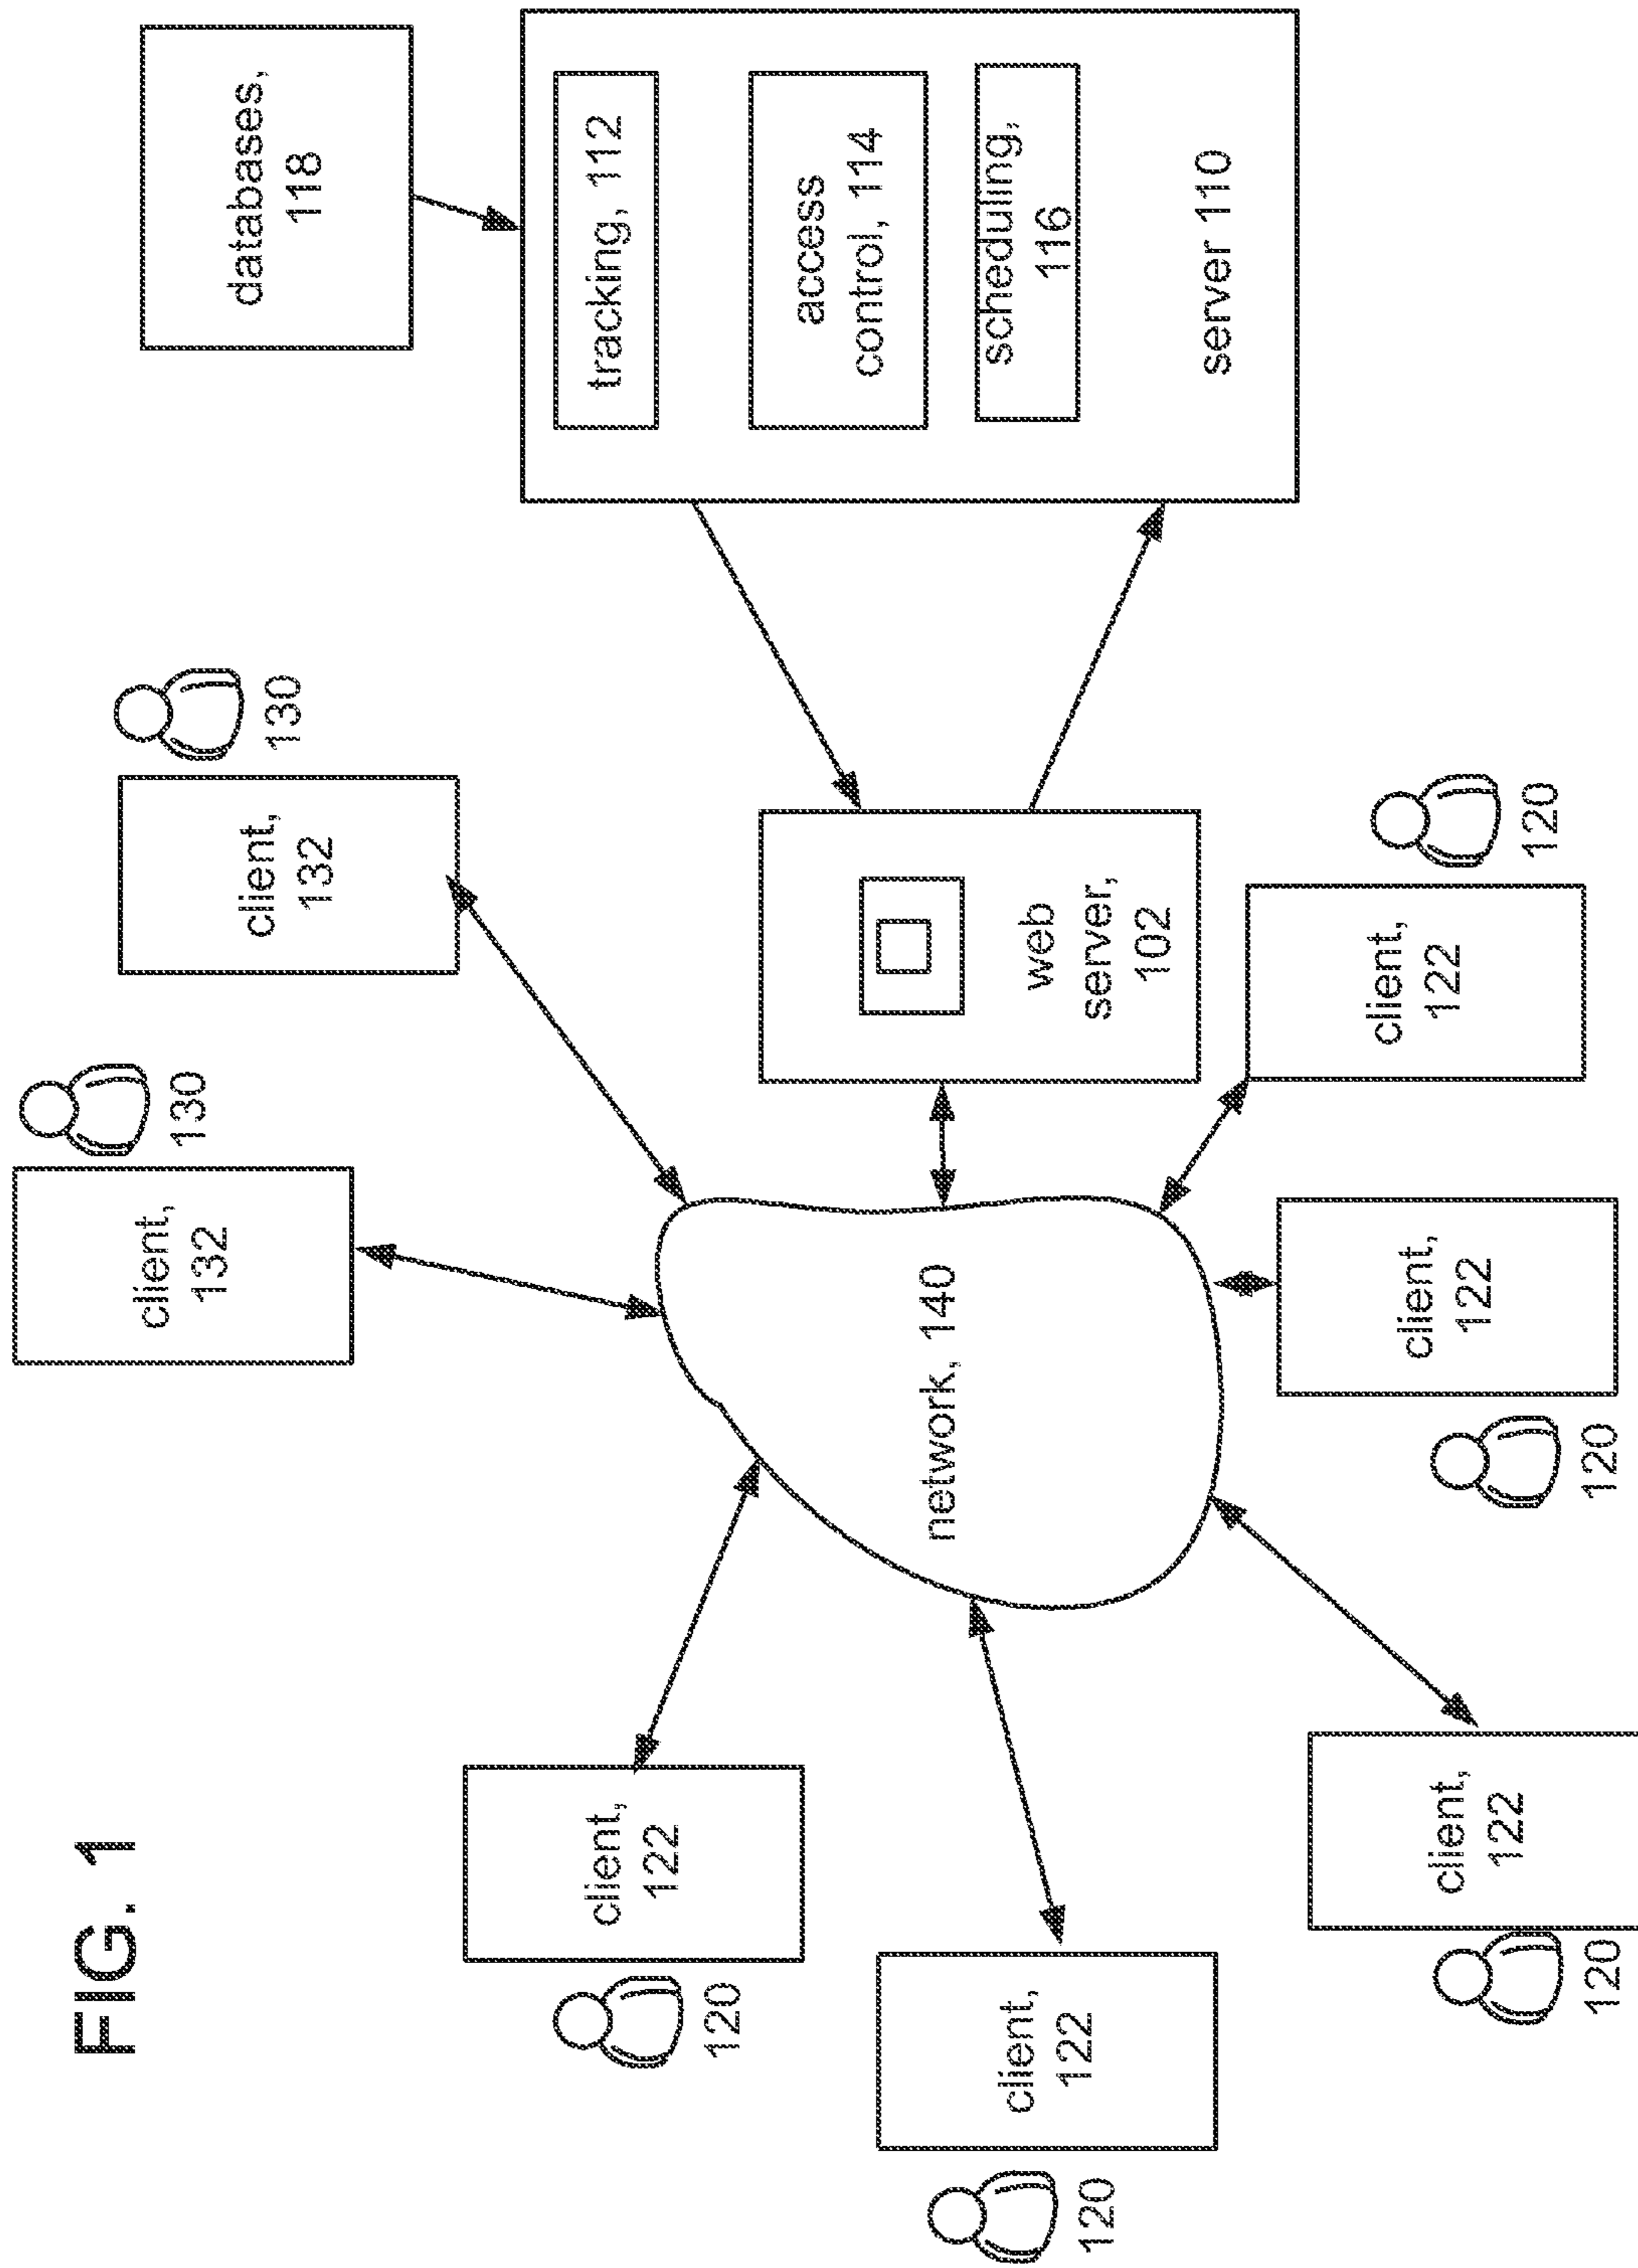 FIG. 1
client,
132
130
client,
132
130
databases,
118
client,
122
120
network, 140
web
server,
102
tracking, 112
access
control, 114
scheduling,
116
server 110
client,
122
120
client,
122
120
client,
122
120
client,
122
120